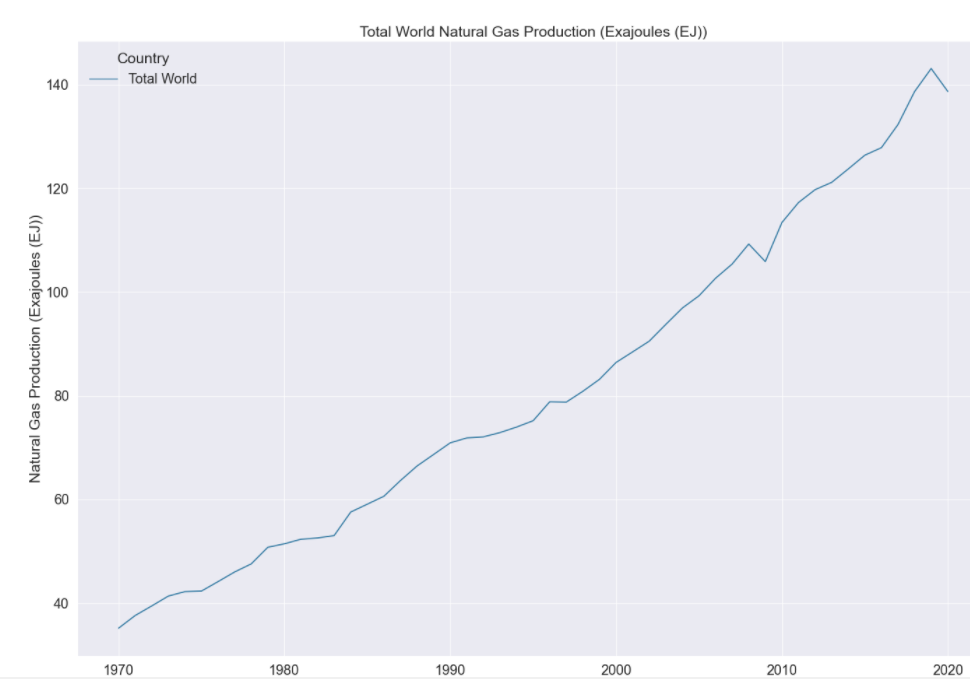 Total World Natural Gas Production (Exajoules (EJ))
Country
Total World
Natural Gas Production (Exajoules (EJ))
140
120
100
80
60
40
1970 1980 1990 2000 2010 2020